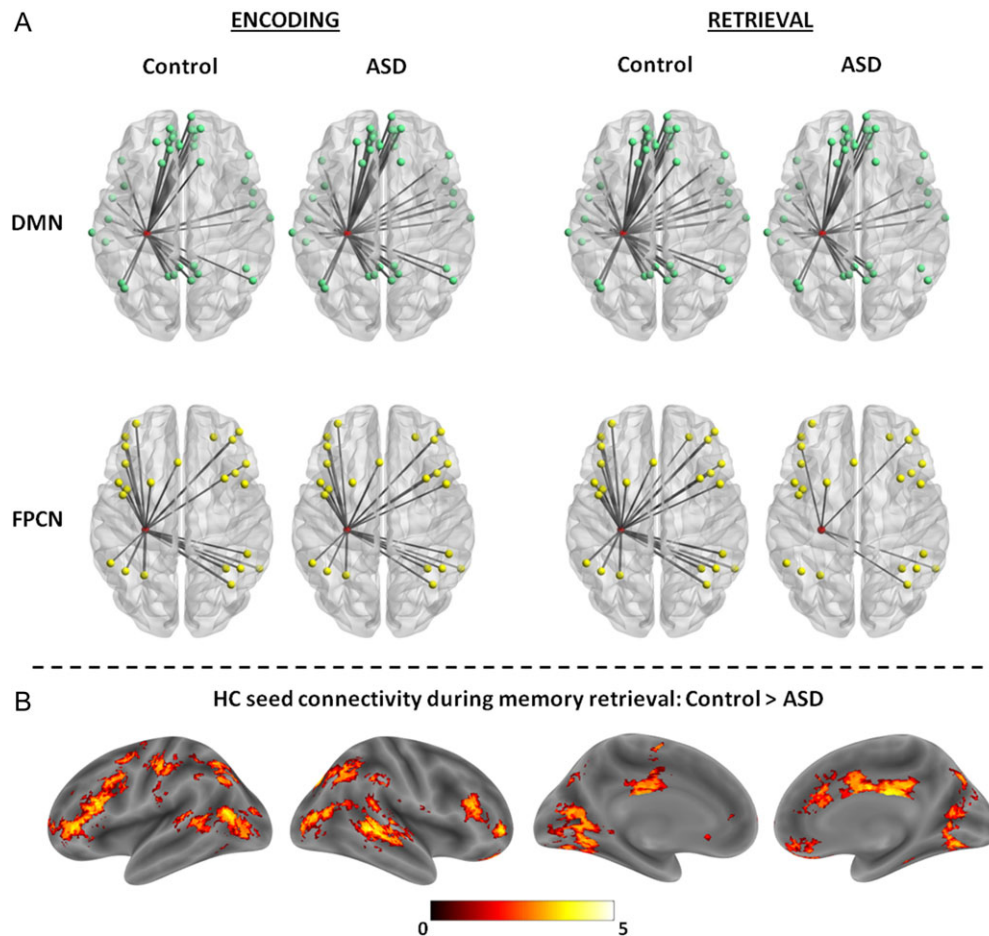 A
ENCODING
RETRIEVAL
Control
ASD
Control
ASD
DMN
FPCN
B
HC seed connectivity during memory retrieval: Control > ASD
0
5